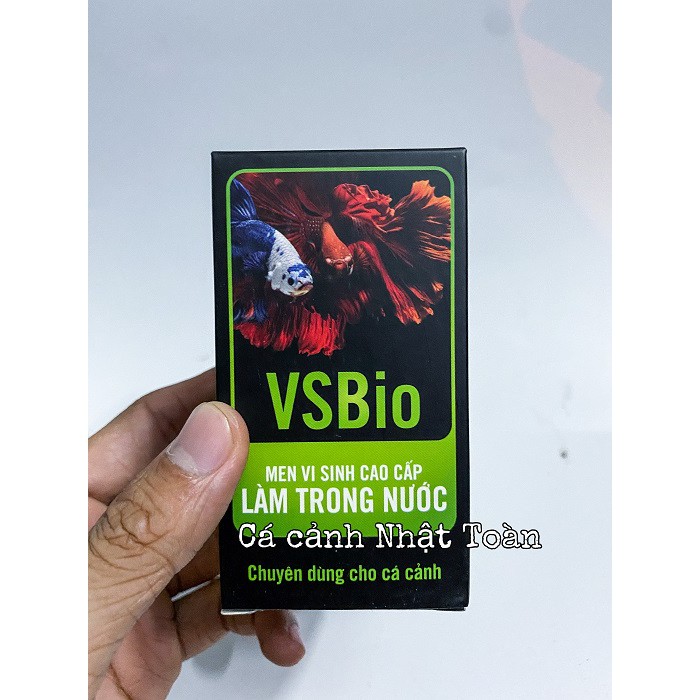 VSBio
MEN VI SINH CAO CẤP
LÀM TRONG NƯỚC
Cá cảnh Nhật Toàn
Chuyên dùng cho cá cảnh